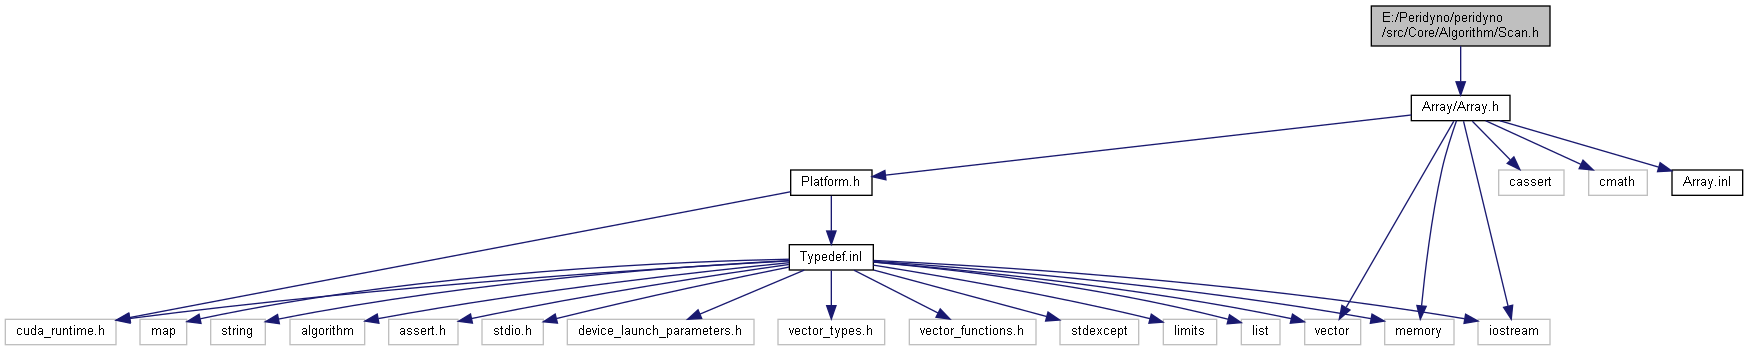 E:/Peridyno/peridyno
/src/Core/Algorithm/Scan.h
Array/Array.h
Platform.h
cassert
cmath
Array.inl
Typedef.inl
cuda_runtime.h
map
string
algorithm
assert.h
stdio.h
device_launch_parameters.h
vector_types.h
vector_functions.h
stdexcept
limits
list
vector
memory
iostream